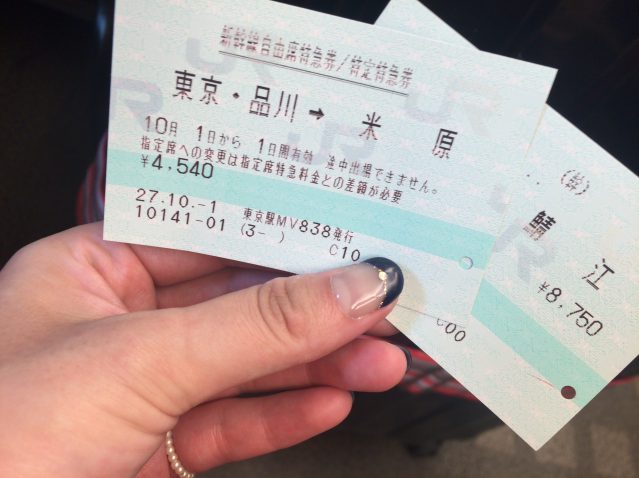 新幹線自由席特急券/特定特急券
東京・品川→米原
10月 1日から 1日間有効 途中出場できません。
指定席への変更は指定席特急料金との差額が必要
¥4,540
27.10.-1 東京駅MV838発行
10141-01 (3- ) C10
(幹)
鯖江
¥8,750
C00
JR